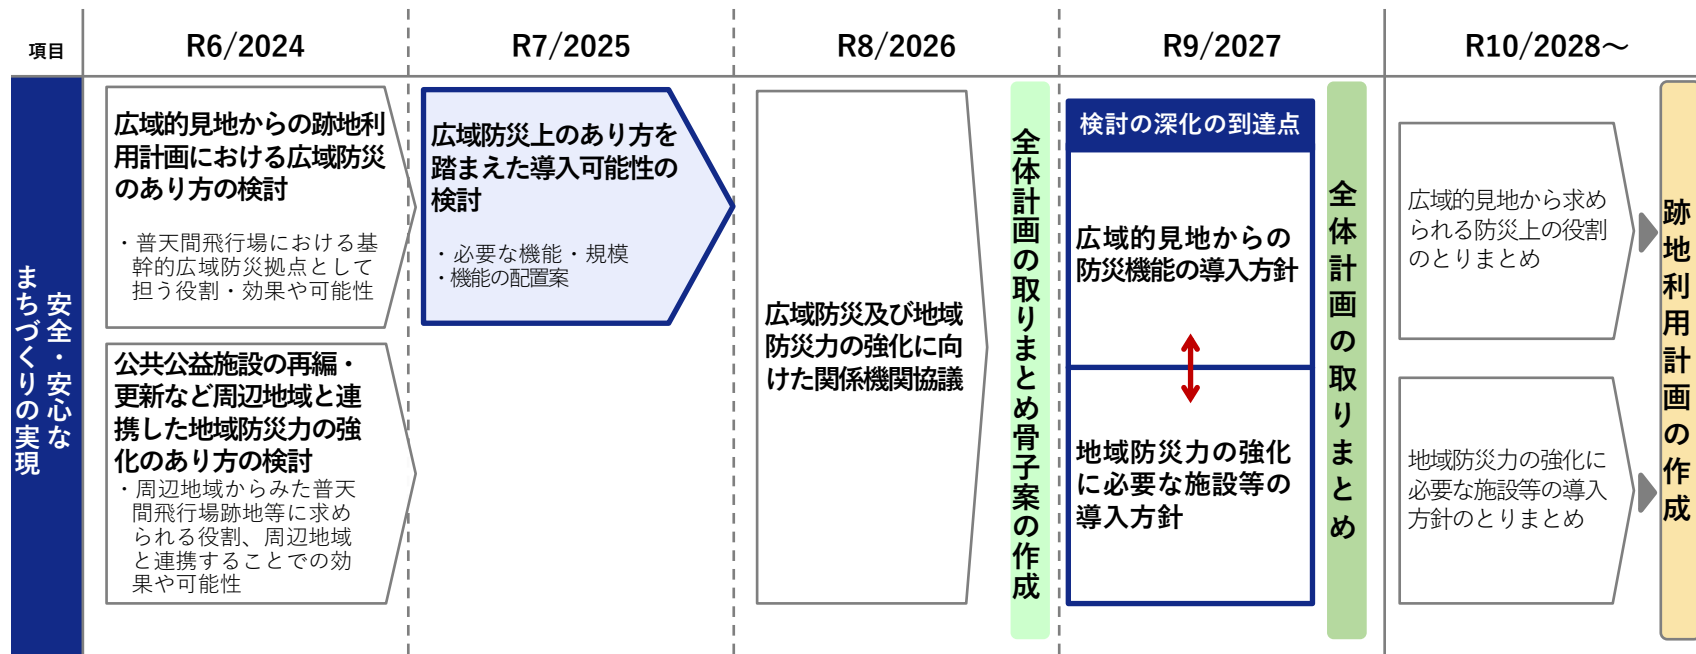 項目
R6/2024
R7/2025
R8/2026
R9/2027
R10/2028～
安全・安心な
まちづくりの実現
広域的見地からの跡地利
用計画における広域防災
のあり方の検討
・普天間飛行場における基
幹的広域防災拠点として
担う役割・効果や可能性
公共公益施設の再編・
更新など周辺地域と連
携した地域防災力の強
化のあり方の検討
・周辺地域からみた普天
間飛行場跡地等に求め
られる役割、周辺地域
と連携することでの効
果や可能性
広域防災上のあり方を
踏まえた導入可能性の
検討
・必要な機能・規模
・機能の配置案
広域防災及び地域
防災力の強化に向
けた関係機関協議
全体計画の取りまとめ骨子案の作成
検討の深化の到達点
広域的見地からの
防災機能の導入方針
地域防災力の強化
に必要な施設等の
導入方針
全体計画の取りまとめ
広域的見地から求め
られる防災上の役割
のとりまとめ
地域防災力の強化に
必要な施設等の導入
方針のとりまとめ
跡地利用計画の作成